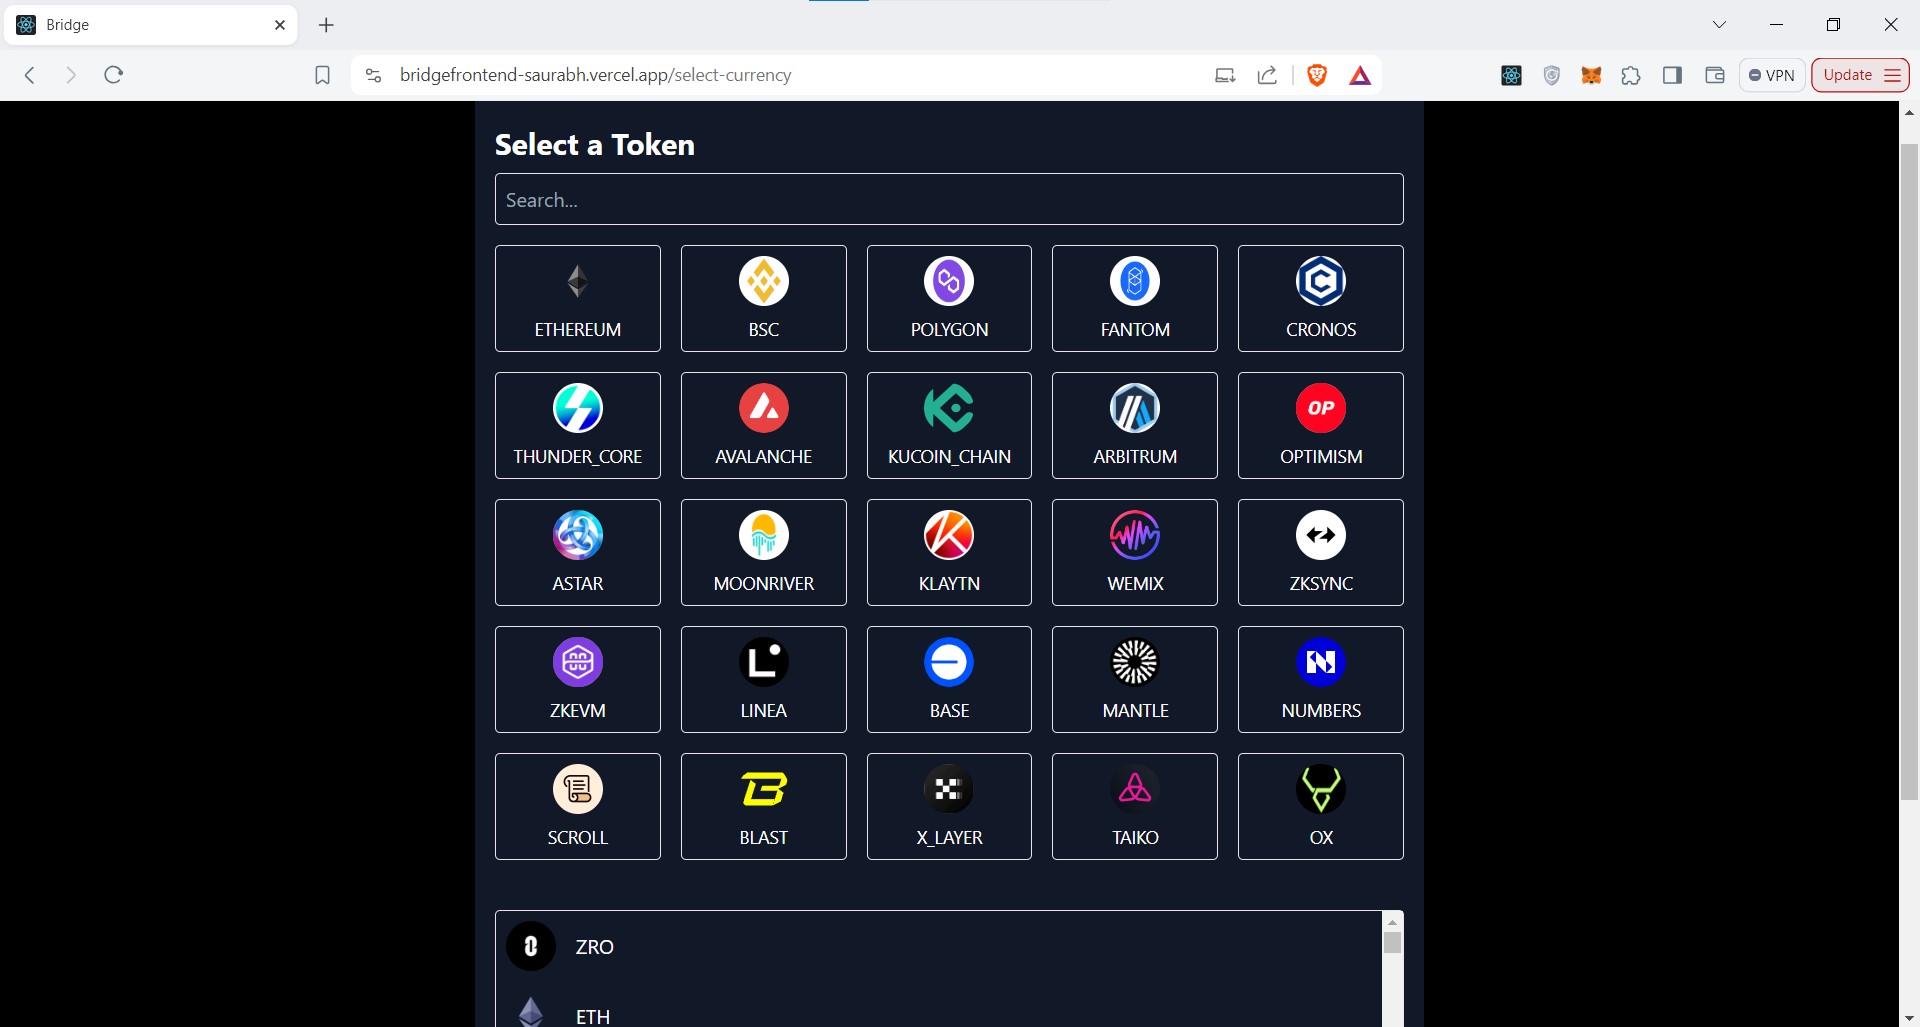 Bridge
bridgefrontend-saurabh.vercel.app/select-currency
VPN
Update
Select a Token
Search...
ETHEREUM BSC POLYGON FANTOM CRONOS
OP
THUNDER_CORE AVALANCHE KUCOIN_CHAIN ARBITRUM OPTIMISM
ASTAR MOONRIVER KLAYTN WEMIX ZKSYNC
ZKEVM LINEA BASE MANTLE NUMBERS
SCROLL BLAST X_LAYER TAIKO OX
ZRO
ETH